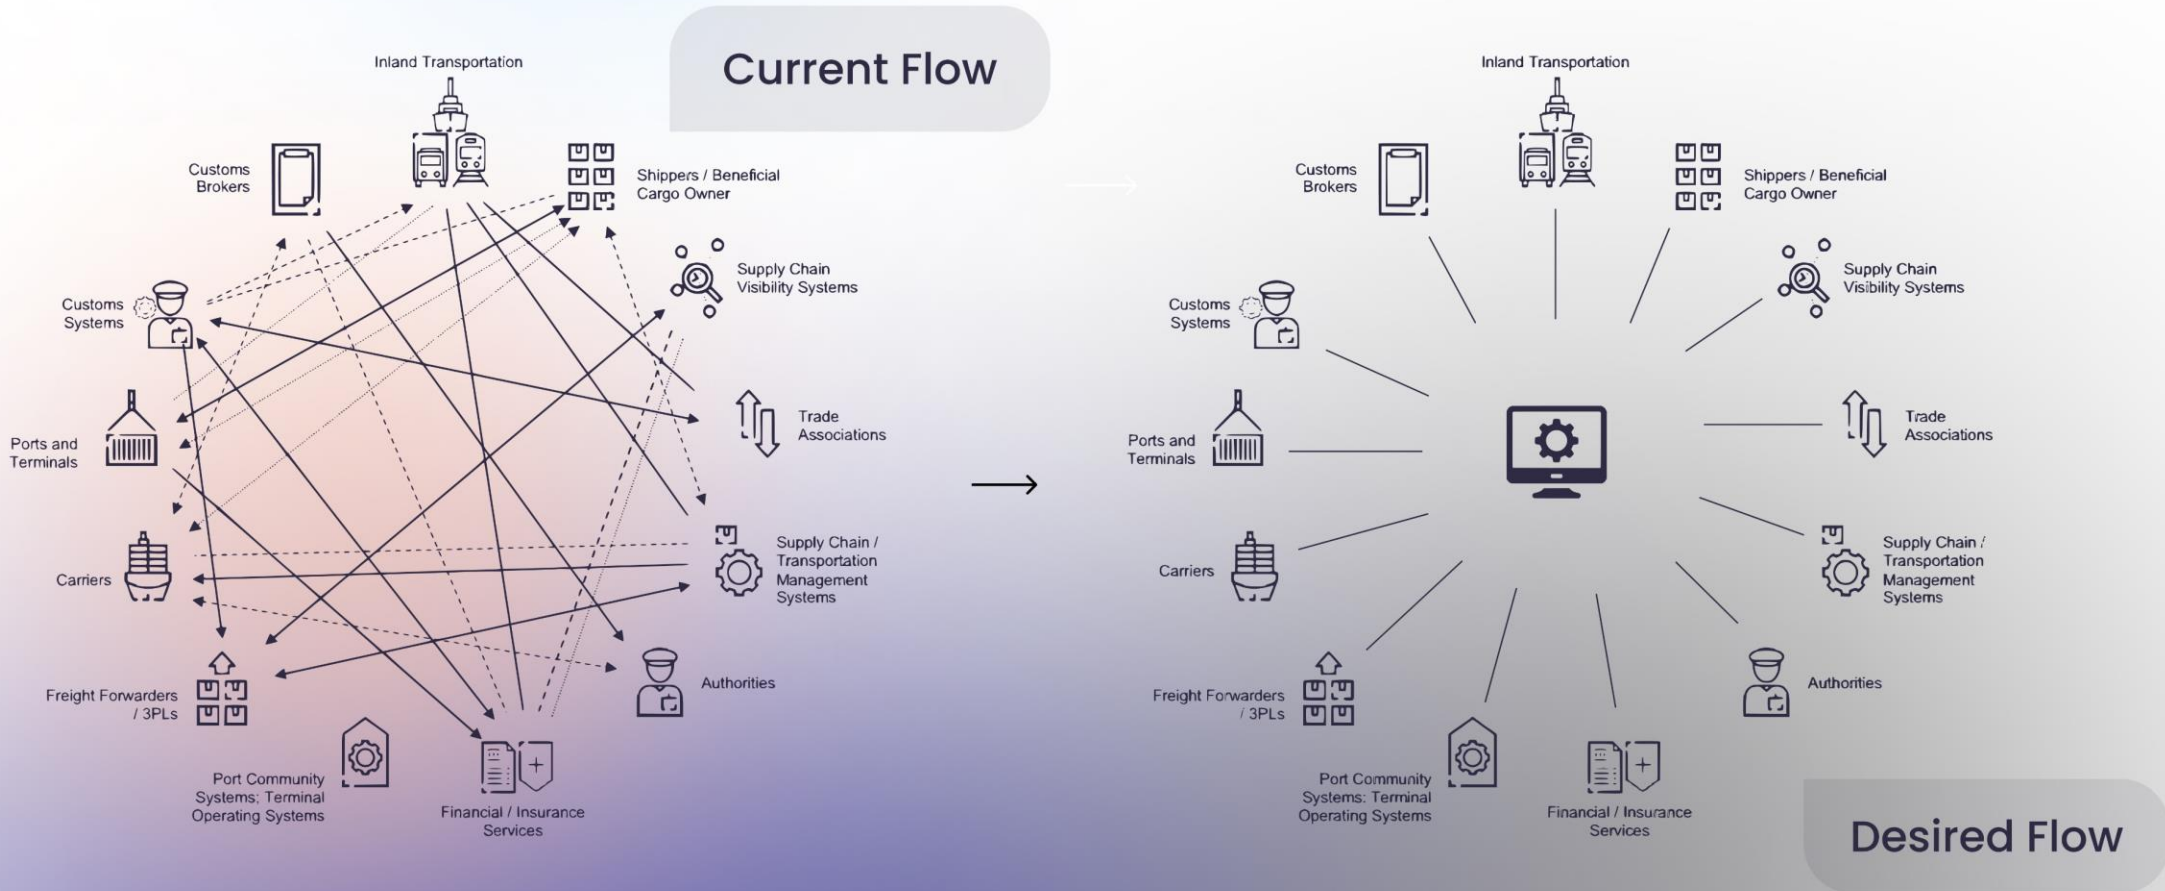 Current Flow
Inland Transportation
Customs
Brokers
Shippers / Beneficial
Cargo Owner
Supply Chain
Visibility Systems
Customs
Systems
Trade
Associations
Ports and
Terminals
Supply Chain /
Transportation
Management
Systems
Carriers
Authorities
Freight Forwarders
/ 3PLs
Port Community
Systems: Terminal
Operating Systems
Financial / Insurance
Services
Inland Transportation
Customs
Brokers
Shippers / Beneficial
Cargo Owner
Supply Chain
Visibility Systems
Customs
Systems
Trade
Associations
Ports and
Terminals
Supply Chain /
Transportation
Management
Systems
Carriers
Authorities
Freight Forwarders
/ 3PLs
Port Community
Systems: Terminal
Operating Systems
Financial / Insurance
Services
Desired Flow